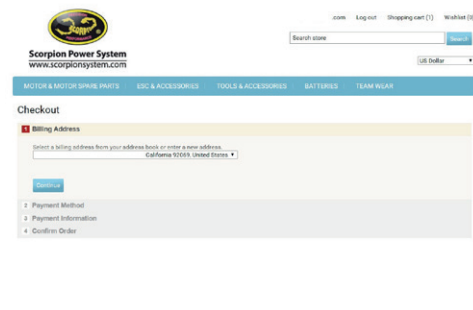 .com Log out Shopping cart (1) Wishlist (0)
SCORPION
Search store Search
Scorpion Power System
www.scorpionsystem.com
US Dollar
MOTOR & MOTOR SPARE PARTS ESC & ACCESSORIES TOOLS & ACCESSORIES BATTERIES TEAM WEAR
Checkout
1 Billing Address
Select a billing address from your address book or enter a new address.
California 92069, United States
Continue
2 Payment Method
3 Payment Information
4 Confirm Order